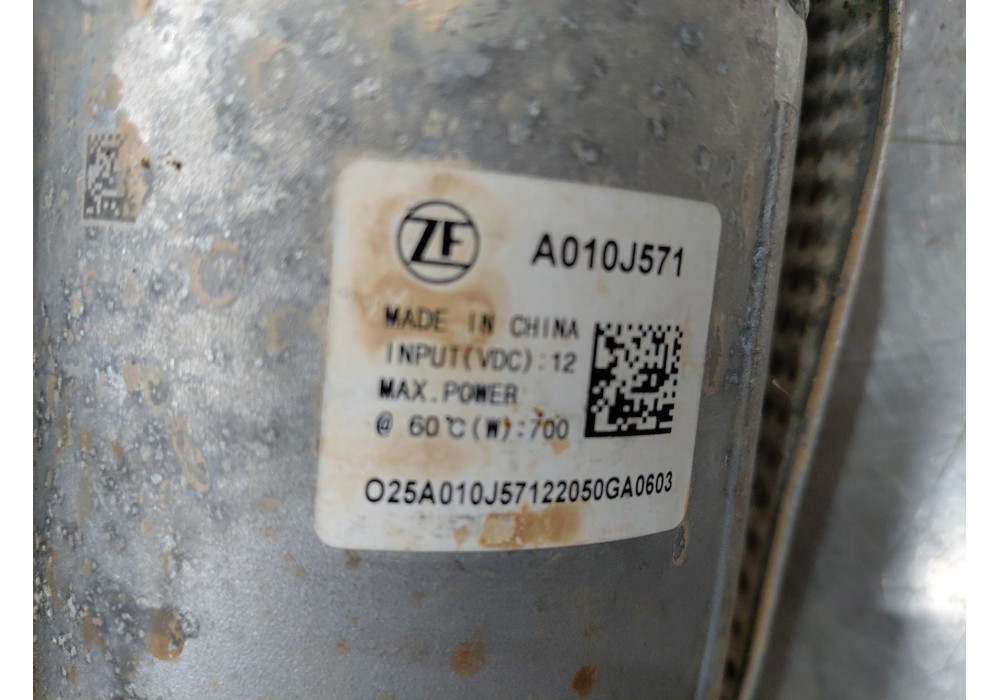 ZF
A010J571
MADE IN CHINA
INPUT(VDC):12
MAX.POWER
@ 60℃(W):700
O25A010J57122050GA0603